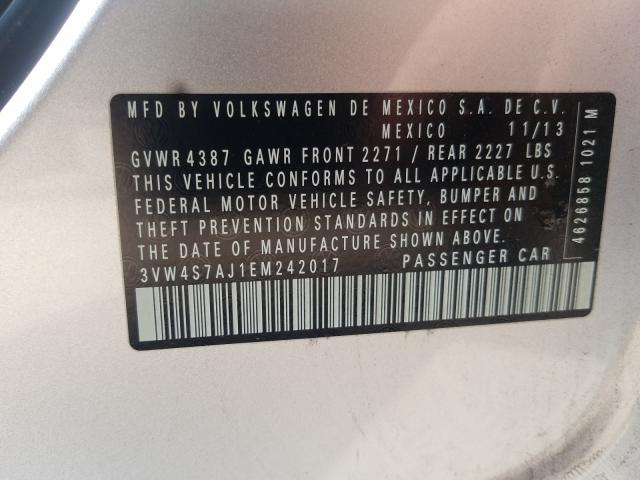 MFD BY VOLKSWAGEN DE MEXICO S.A. DE C.V.
MEXICO 11/13
GVWR 4387 GAWR FRONT 2271 / REAR 2227 LBS
THIS VEHICLE CONFORMS TO ALL APPLICABLE U.S.
FEDERAL MOTOR VEHICLE SAFETY, BUMPER AND
THEFT PREVENTION STANDARDS IN EFFECT ON
THE DATE OF MANUFACTURE SHOWN ABOVE.
3VW4S7AJ1EM242017 PASSENGER CAR
4626858 1021 M